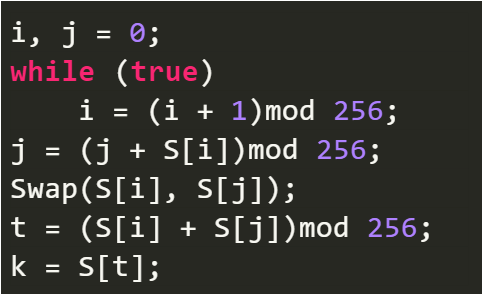 i, j = 0;
while (true)
    i = (i + 1)mod 256;
j = (j + S[i])mod 256;
Swap(S[i], S[j]);
t = (S[i] + S[j])mod 256;
k = S[t];